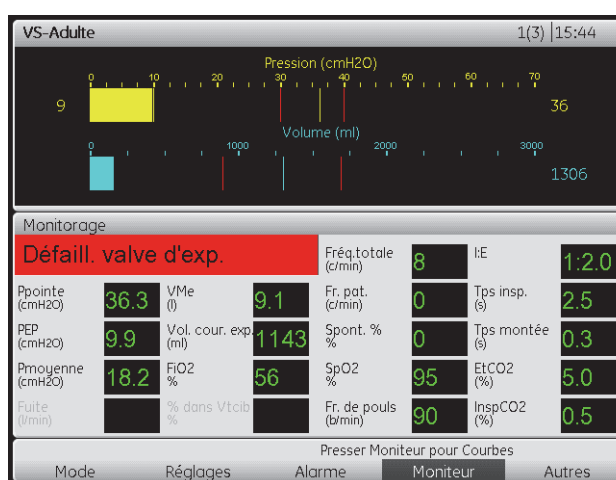 VS-Adulte 1(3) 15:44
Pression (cmH2O)
0 10 20 30 40 50 60 70
9 36
Volume (ml)
0 1000 2000 3000
1306
Monitorage
Défaill. valve d'exp.
Fréq.totale (c/min) 8 I:E 1:2.0
Ppointe (cmH2O) 36.3 VMe (l) 9.1 Fr. pat. (c/min) 0 Tps insp. (s) 2.5
PEP (cmH2O) 9.9 Vol. cour. exp. (ml) 1143 Spont. % % 0 Tps montée (s) 0.3
Pmoyenne (cmH2O) 18.2 FiO2 % 56 SpO2 % 95 EtCO2 (%) 5.0
Fuite (l/min) % dans Vtcib % Fr. de pouls (b/min) 90 InspCO2 (%) 0.5
Presser Moniteur pour Courbes
Mode Réglages Alarme Moniteur Autres